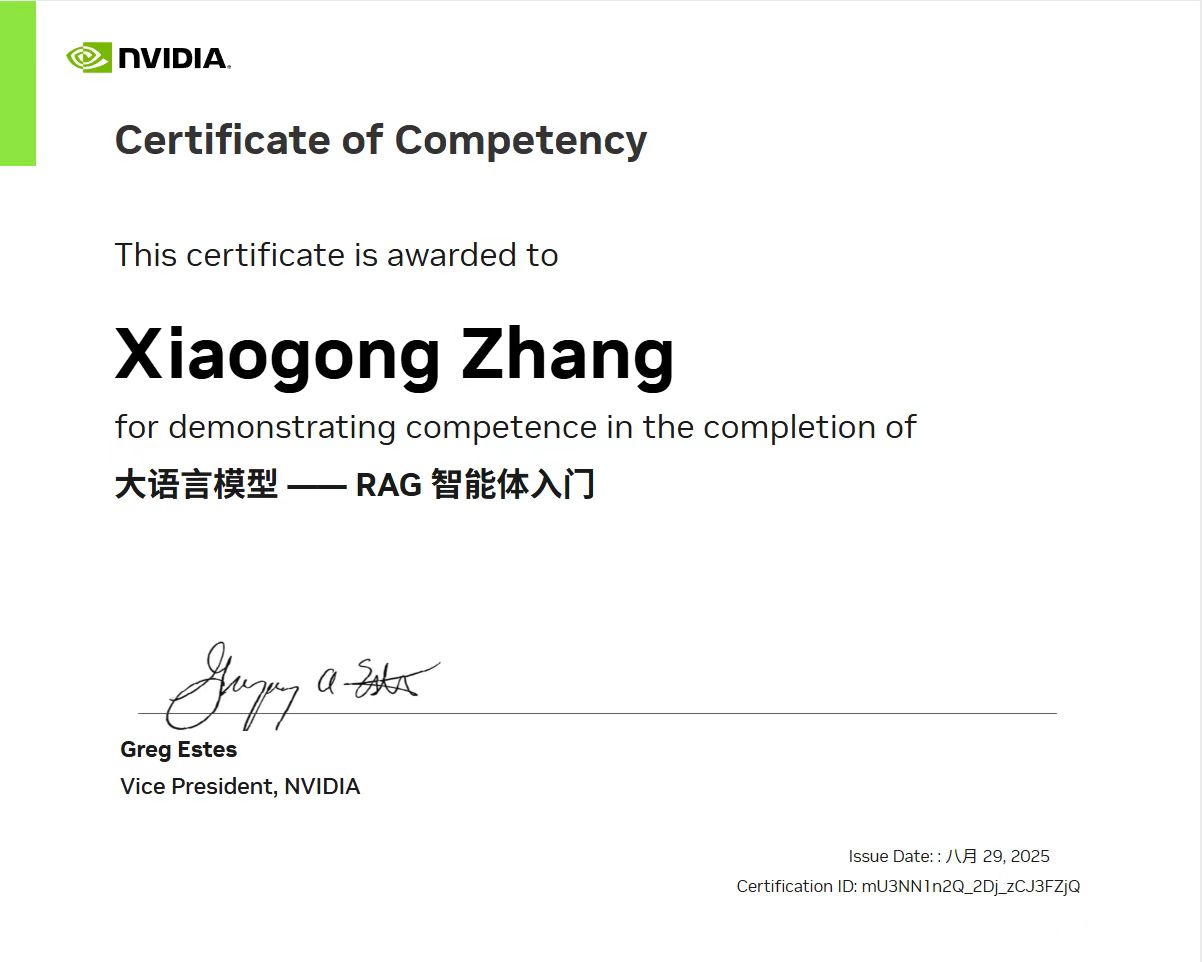 NVIDIA.
Certificate of Competency
This certificate is awarded to
Xiaogong Zhang
for demonstrating competence in the completion of
大语言模型 —— RAG 智能体入门
Gregory A Estes
Greg Estes
Vice President, NVIDIA
Issue Date: : 八月 29, 2025
Certification ID: mU3NN1n2Q_2Dj_zCJ3FZjQ